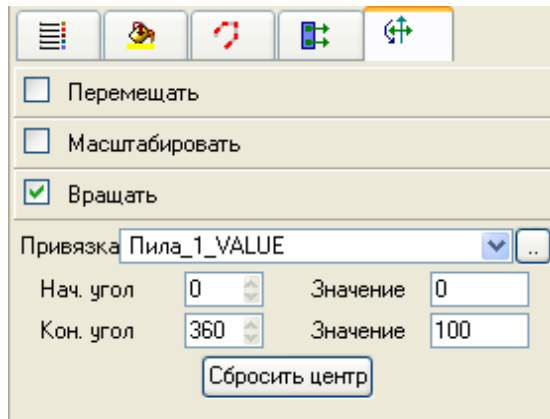 Перемещать
Масштабировать
Вращать
Привязка Пила_1_VALUE ..
Нач. угол 0 Значение 0
Кон. угол 360 Значение 100
Сбросить центр